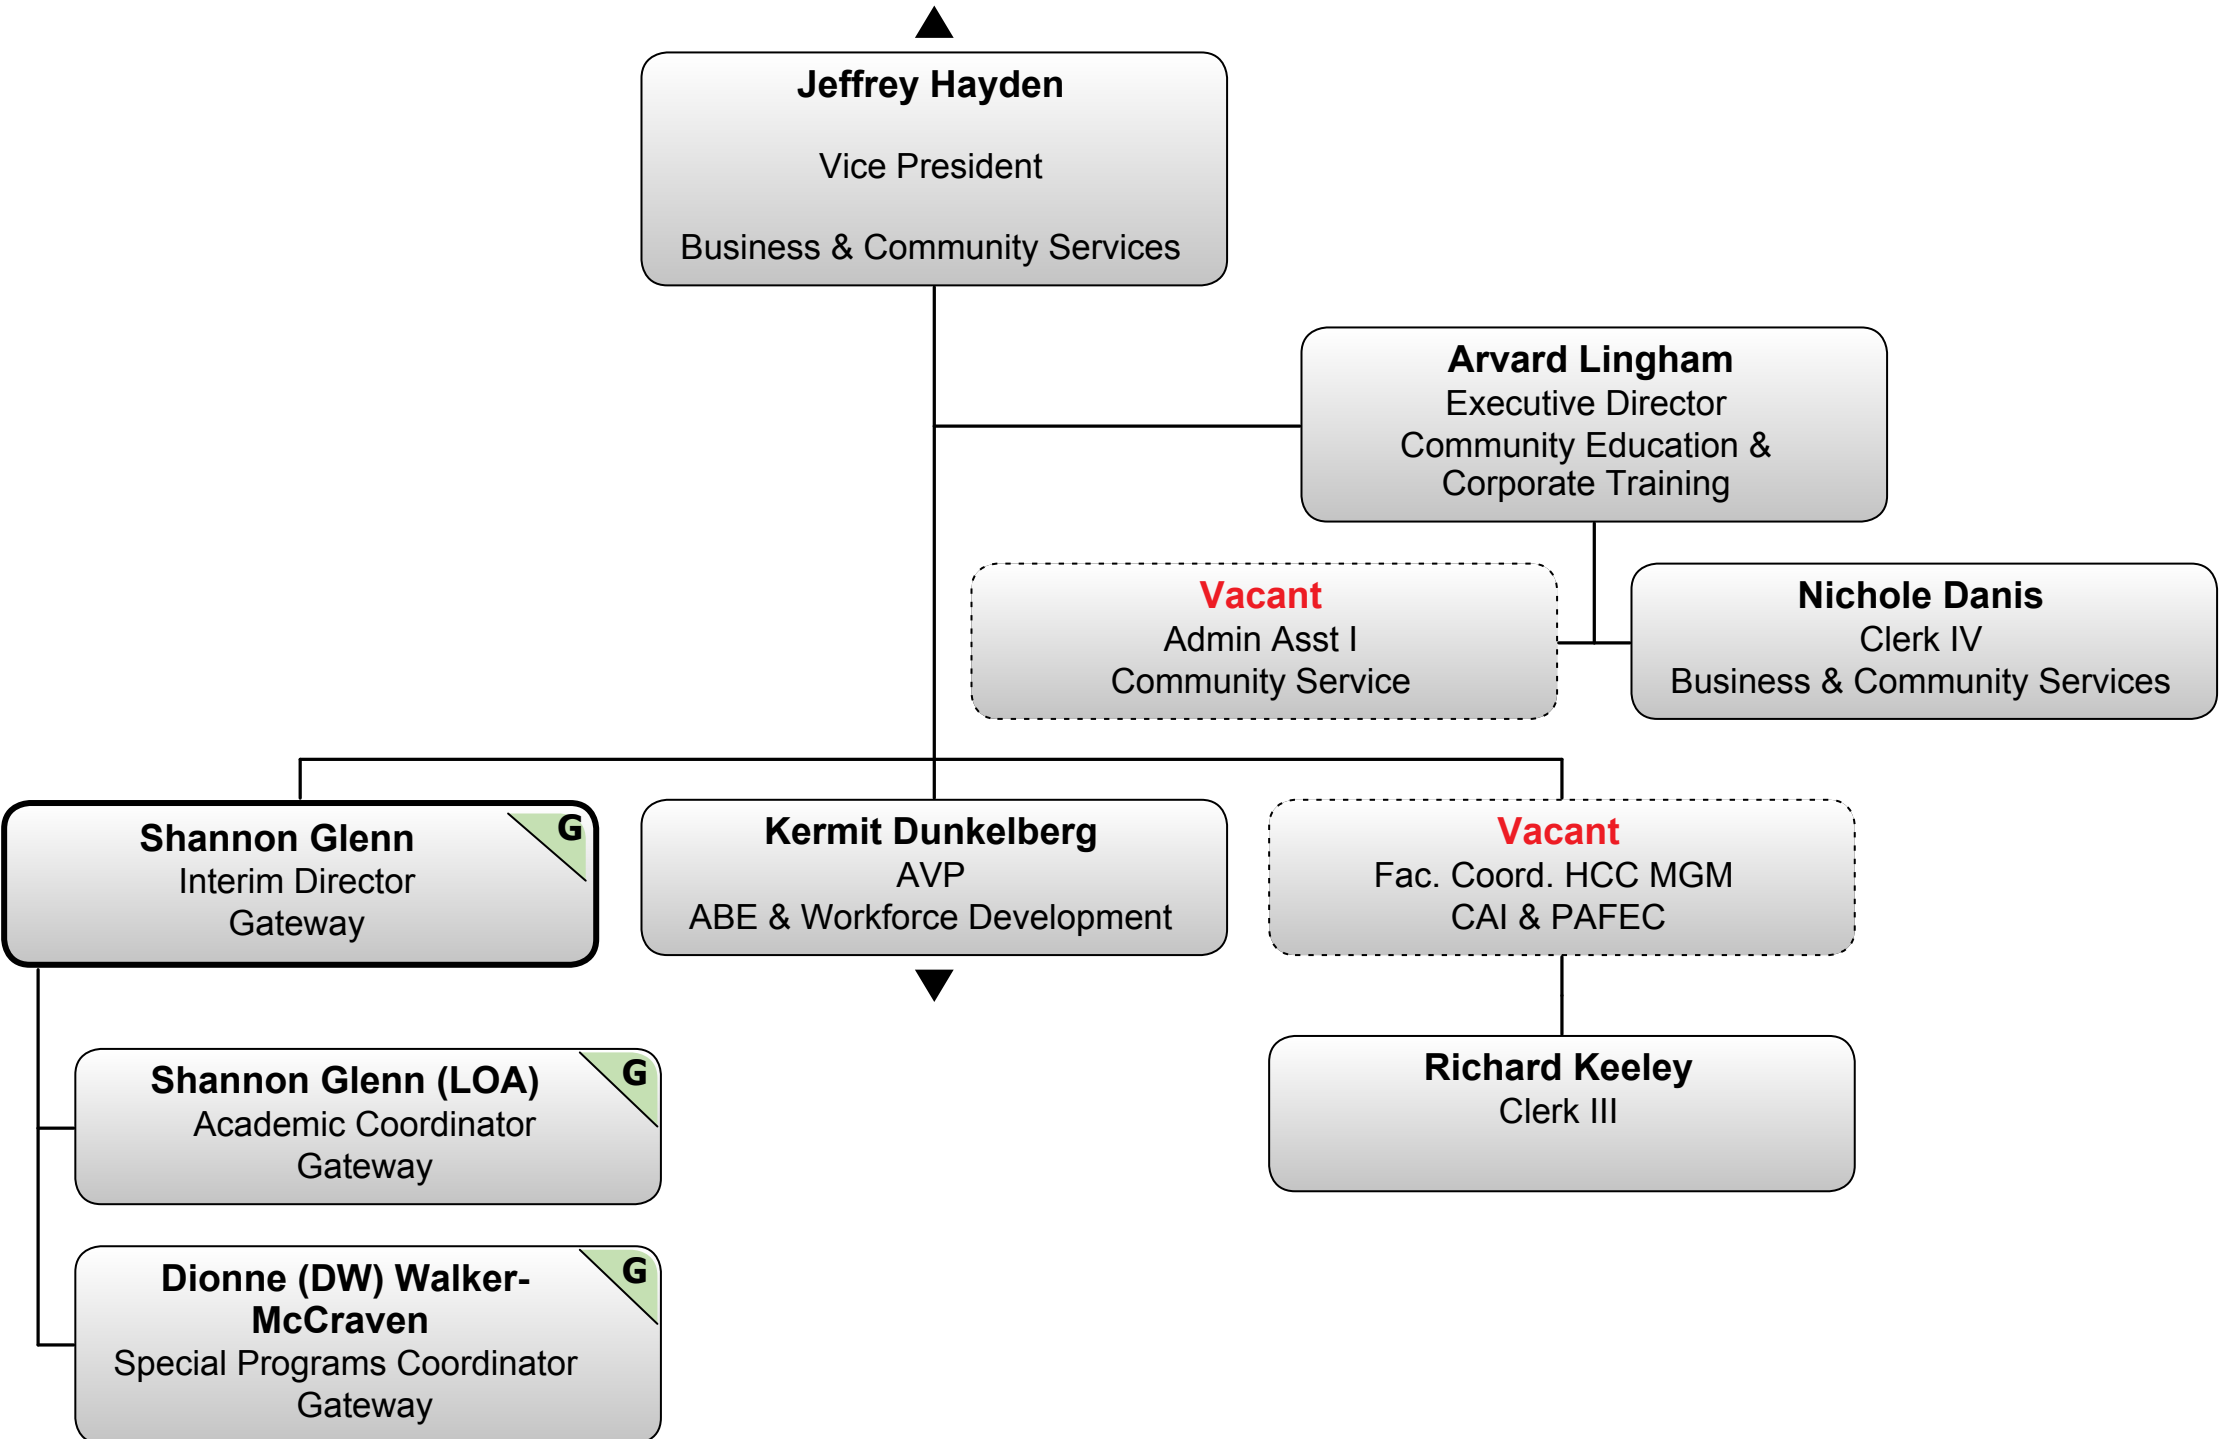 Jeffrey Hayden
Vice President
Business & Community Services
Arvard Lingham
Executive Director
Community Education &
Corporate Training
Vacant
Admin Asst I
Community Service
Nichole Danis
Clerk IV
Business & Community Services
G
Shannon Glenn
Interim Director
Gateway
Kermit Dunkelberg
AVP
ABE & Workforce Development
Vacant
Fac. Coord. HCC MGM
CAI & PAFEC
G
Shannon Glenn (LOA)
Academic Coordinator
Gateway
Richard Keeley
Clerk III
G
Dionne (DW) Walker-
McCraven
Special Programs Coordinator
Gateway